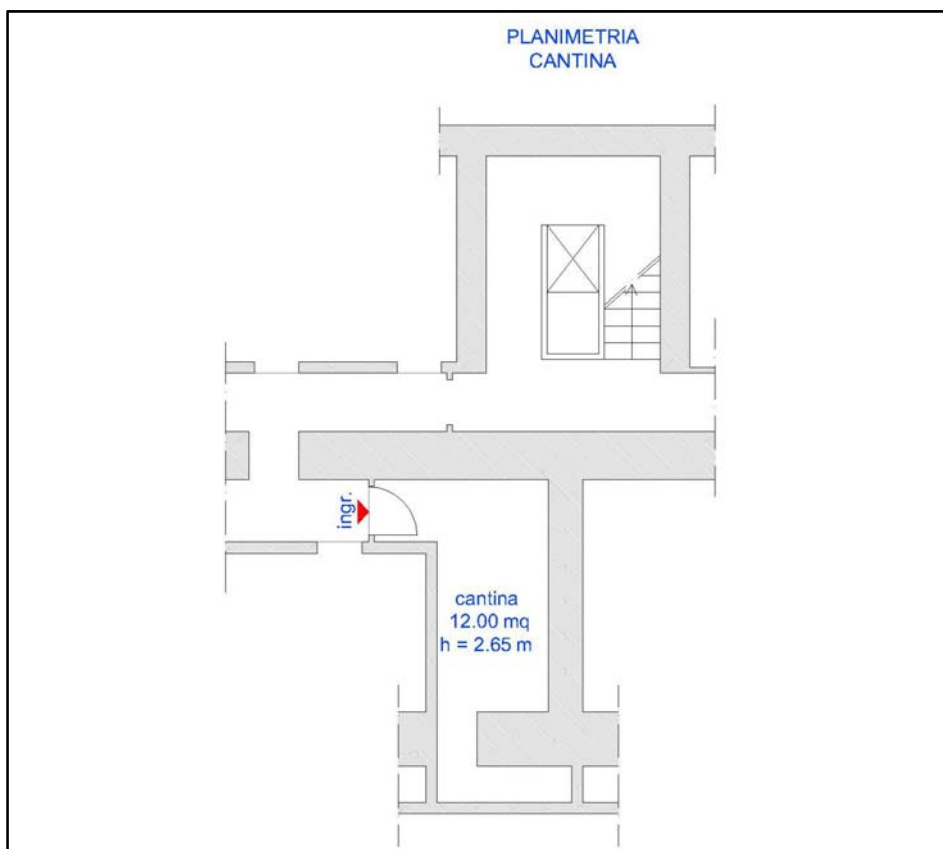 PLANIMETRIA
CANTINA
ingr.
cantina
12.00 mq
h = 2.65 m